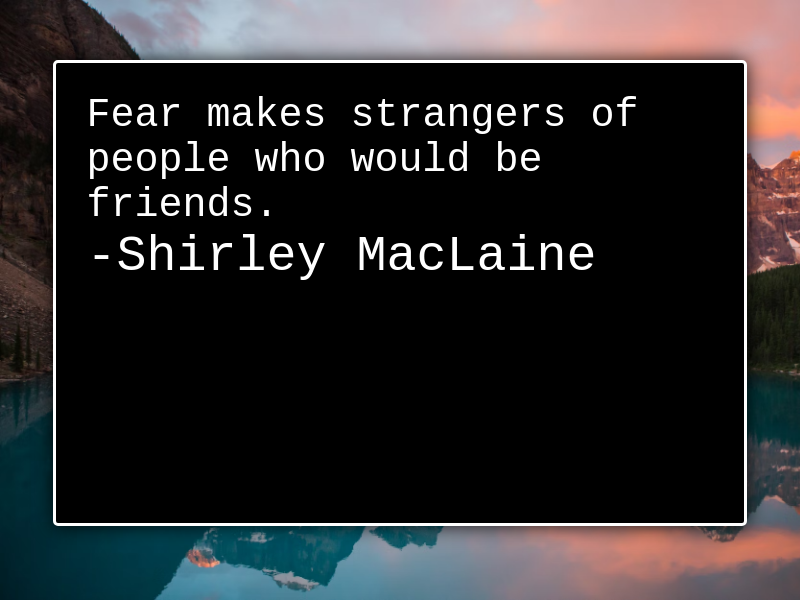 Fear makes strangers of
people who would be
friends.
-Shirley MacLaine